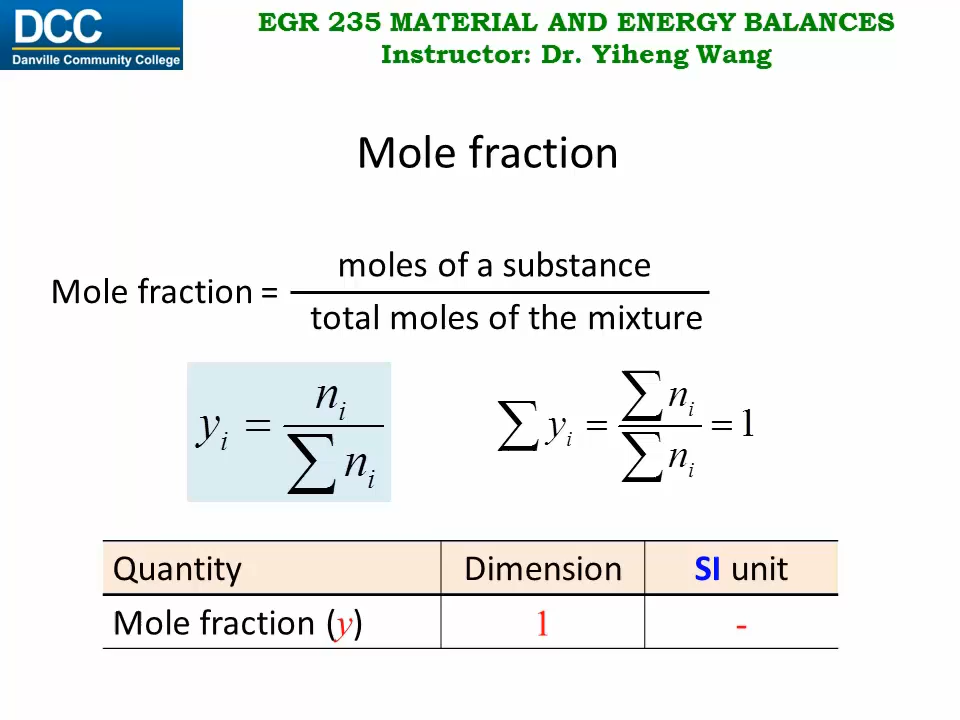 DCC
Danville Community College
EGR 235 MATERIAL AND ENERGY BALANCES
Instructor: Dr. Yiheng Wang
Mole fraction
Mole fraction = moles of a substance / total moles of the mixture
y_i = n_i / ∑ n_i
∑ y_i = ∑ n_i / ∑ n_i = 1
Quantity Dimension SI unit
Mole fraction (y) 1 -